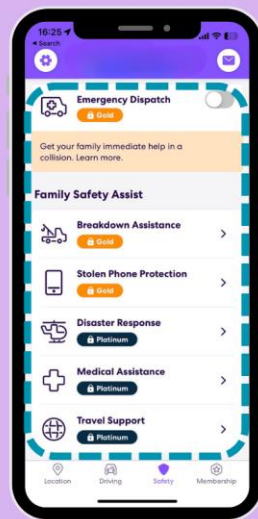 16:25
◀ Search
Emergency Dispatch
Gold
Get your family immediate help in a
collision. Learn more.
Family Safety Assist
Breakdown Assistance
Gold
Stolen Phone Protection
Gold
Disaster Response
Platinum
Medical Assistance
Platinum
Travel Support
Platinum
Location
Driving
Safety
Membership